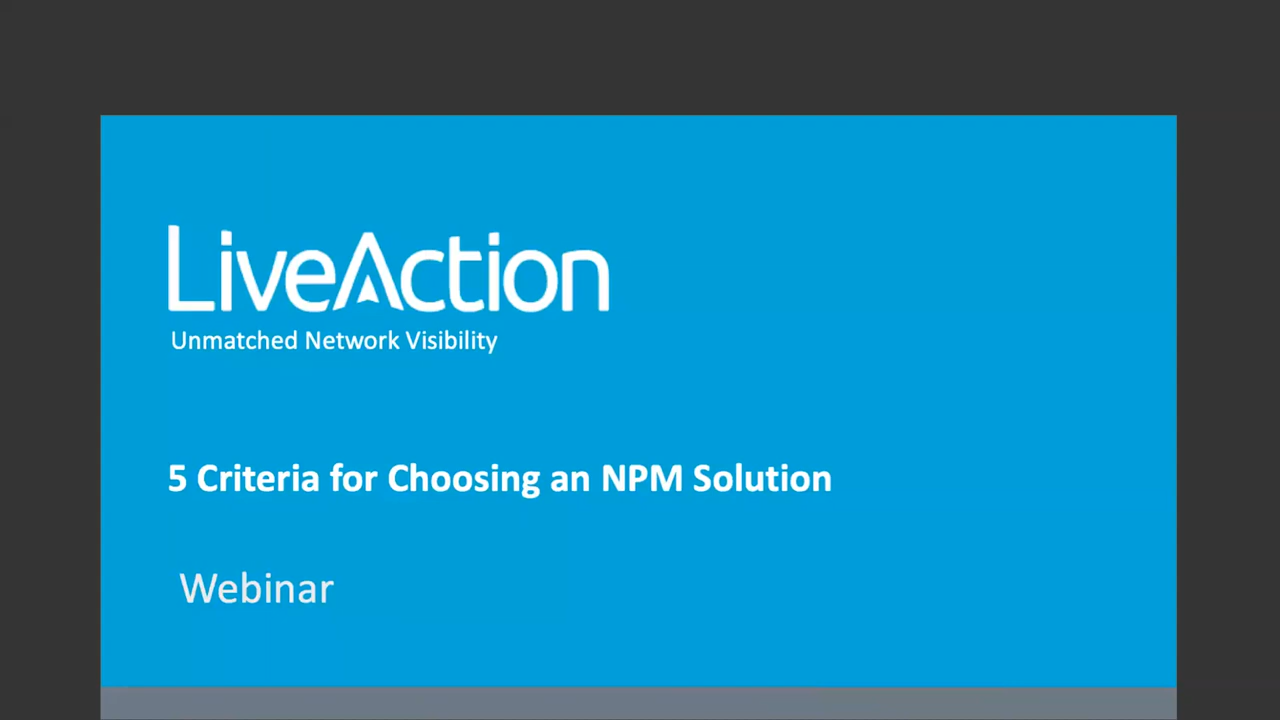 LiveAction
Unmatched Network Visibility
5 Criteria for Choosing an NPM Solution
Webinar